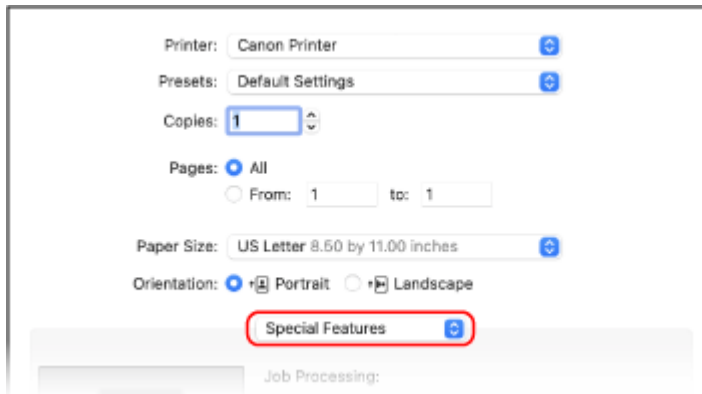 Printer: Canon Printer
Presets: Default Settings
Copies: 1
Pages: All
From: 1 to: 1
Paper Size: US Letter 8.50 by 11.00 inches
Orientation: Portrait Landscape
Special Features
Job Processing: